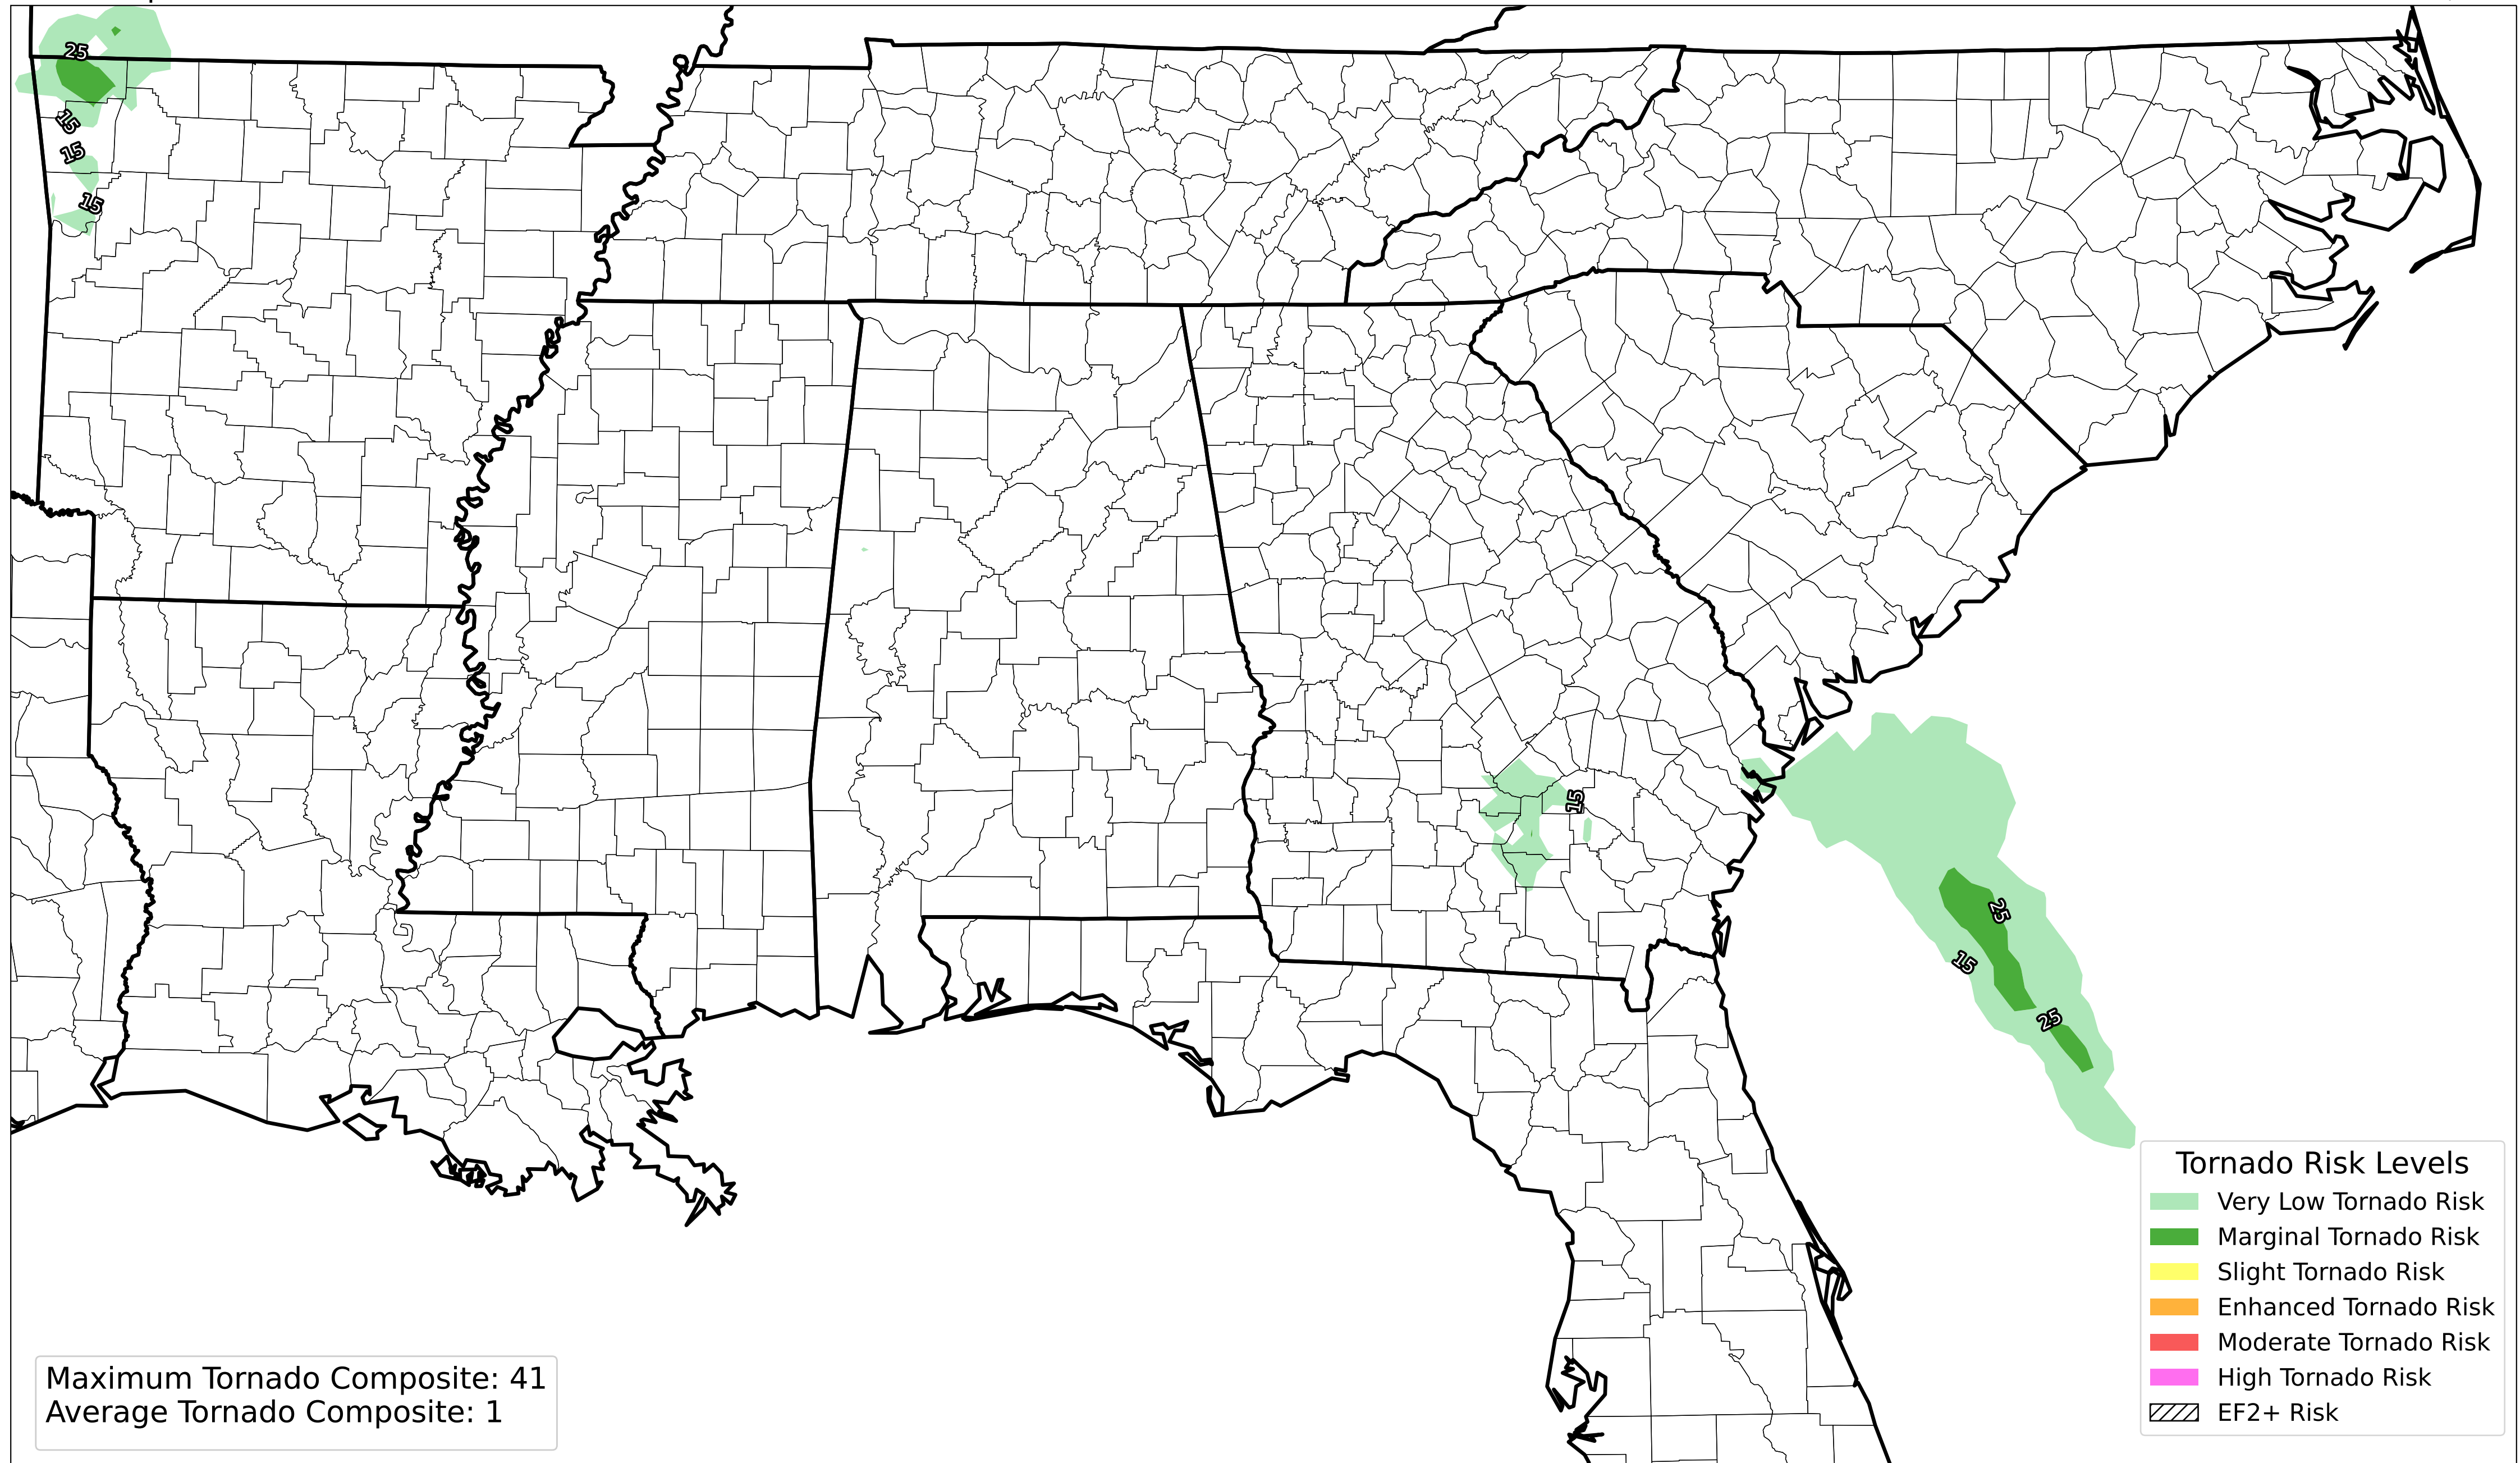 25
15
15
15
15
25
15
25
Tornado Risk Levels
Very Low Tornado Risk
Marginal Tornado Risk
Slight Tornado Risk
Enhanced Tornado Risk
Moderate Tornado Risk
High Tornado Risk
EF2+ Risk
Maximum Tornado Composite: 41
Average Tornado Composite: 1